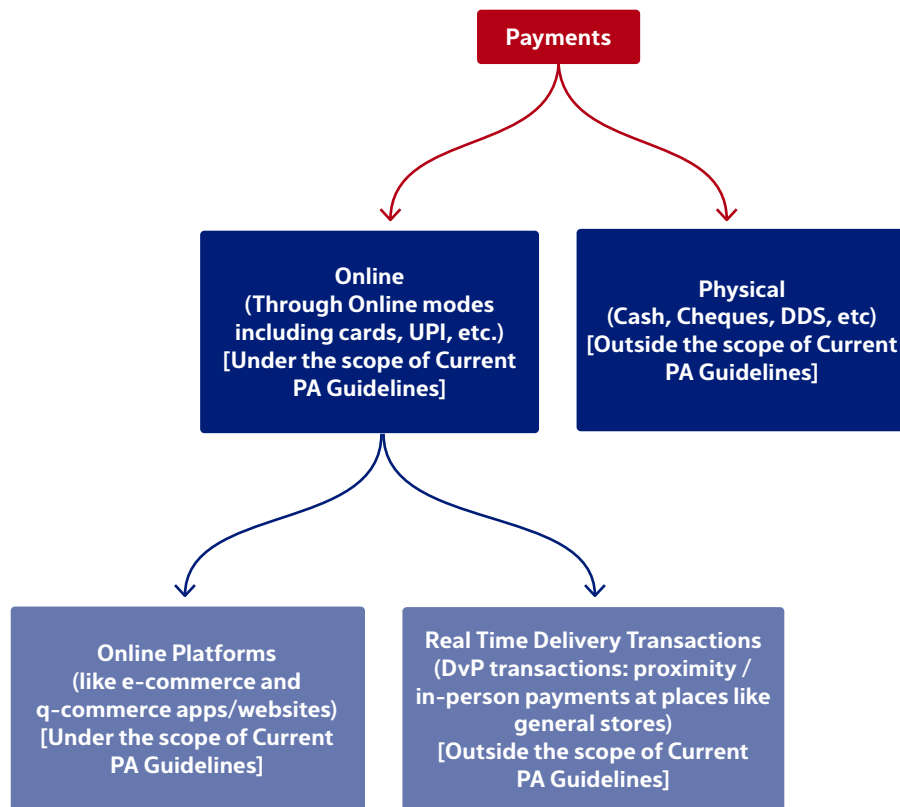 Payments
Online
(Through Online modes
including cards, UPI, etc.)
[Under the scope of Current
PA Guidelines]
Physical
(Cash, Cheques, DDS, etc)
[Outside the scope of Current
PA Guidelines]
Online Platforms
(like e-commerce and
q-commerce apps/websites)
[Under the scope of Current
PA Guidelines]
Real Time Delivery Transactions
(DvP transactions: proximity /
in-person payments at places like
general stores)
[Outside the scope of Current
PA Guidelines]